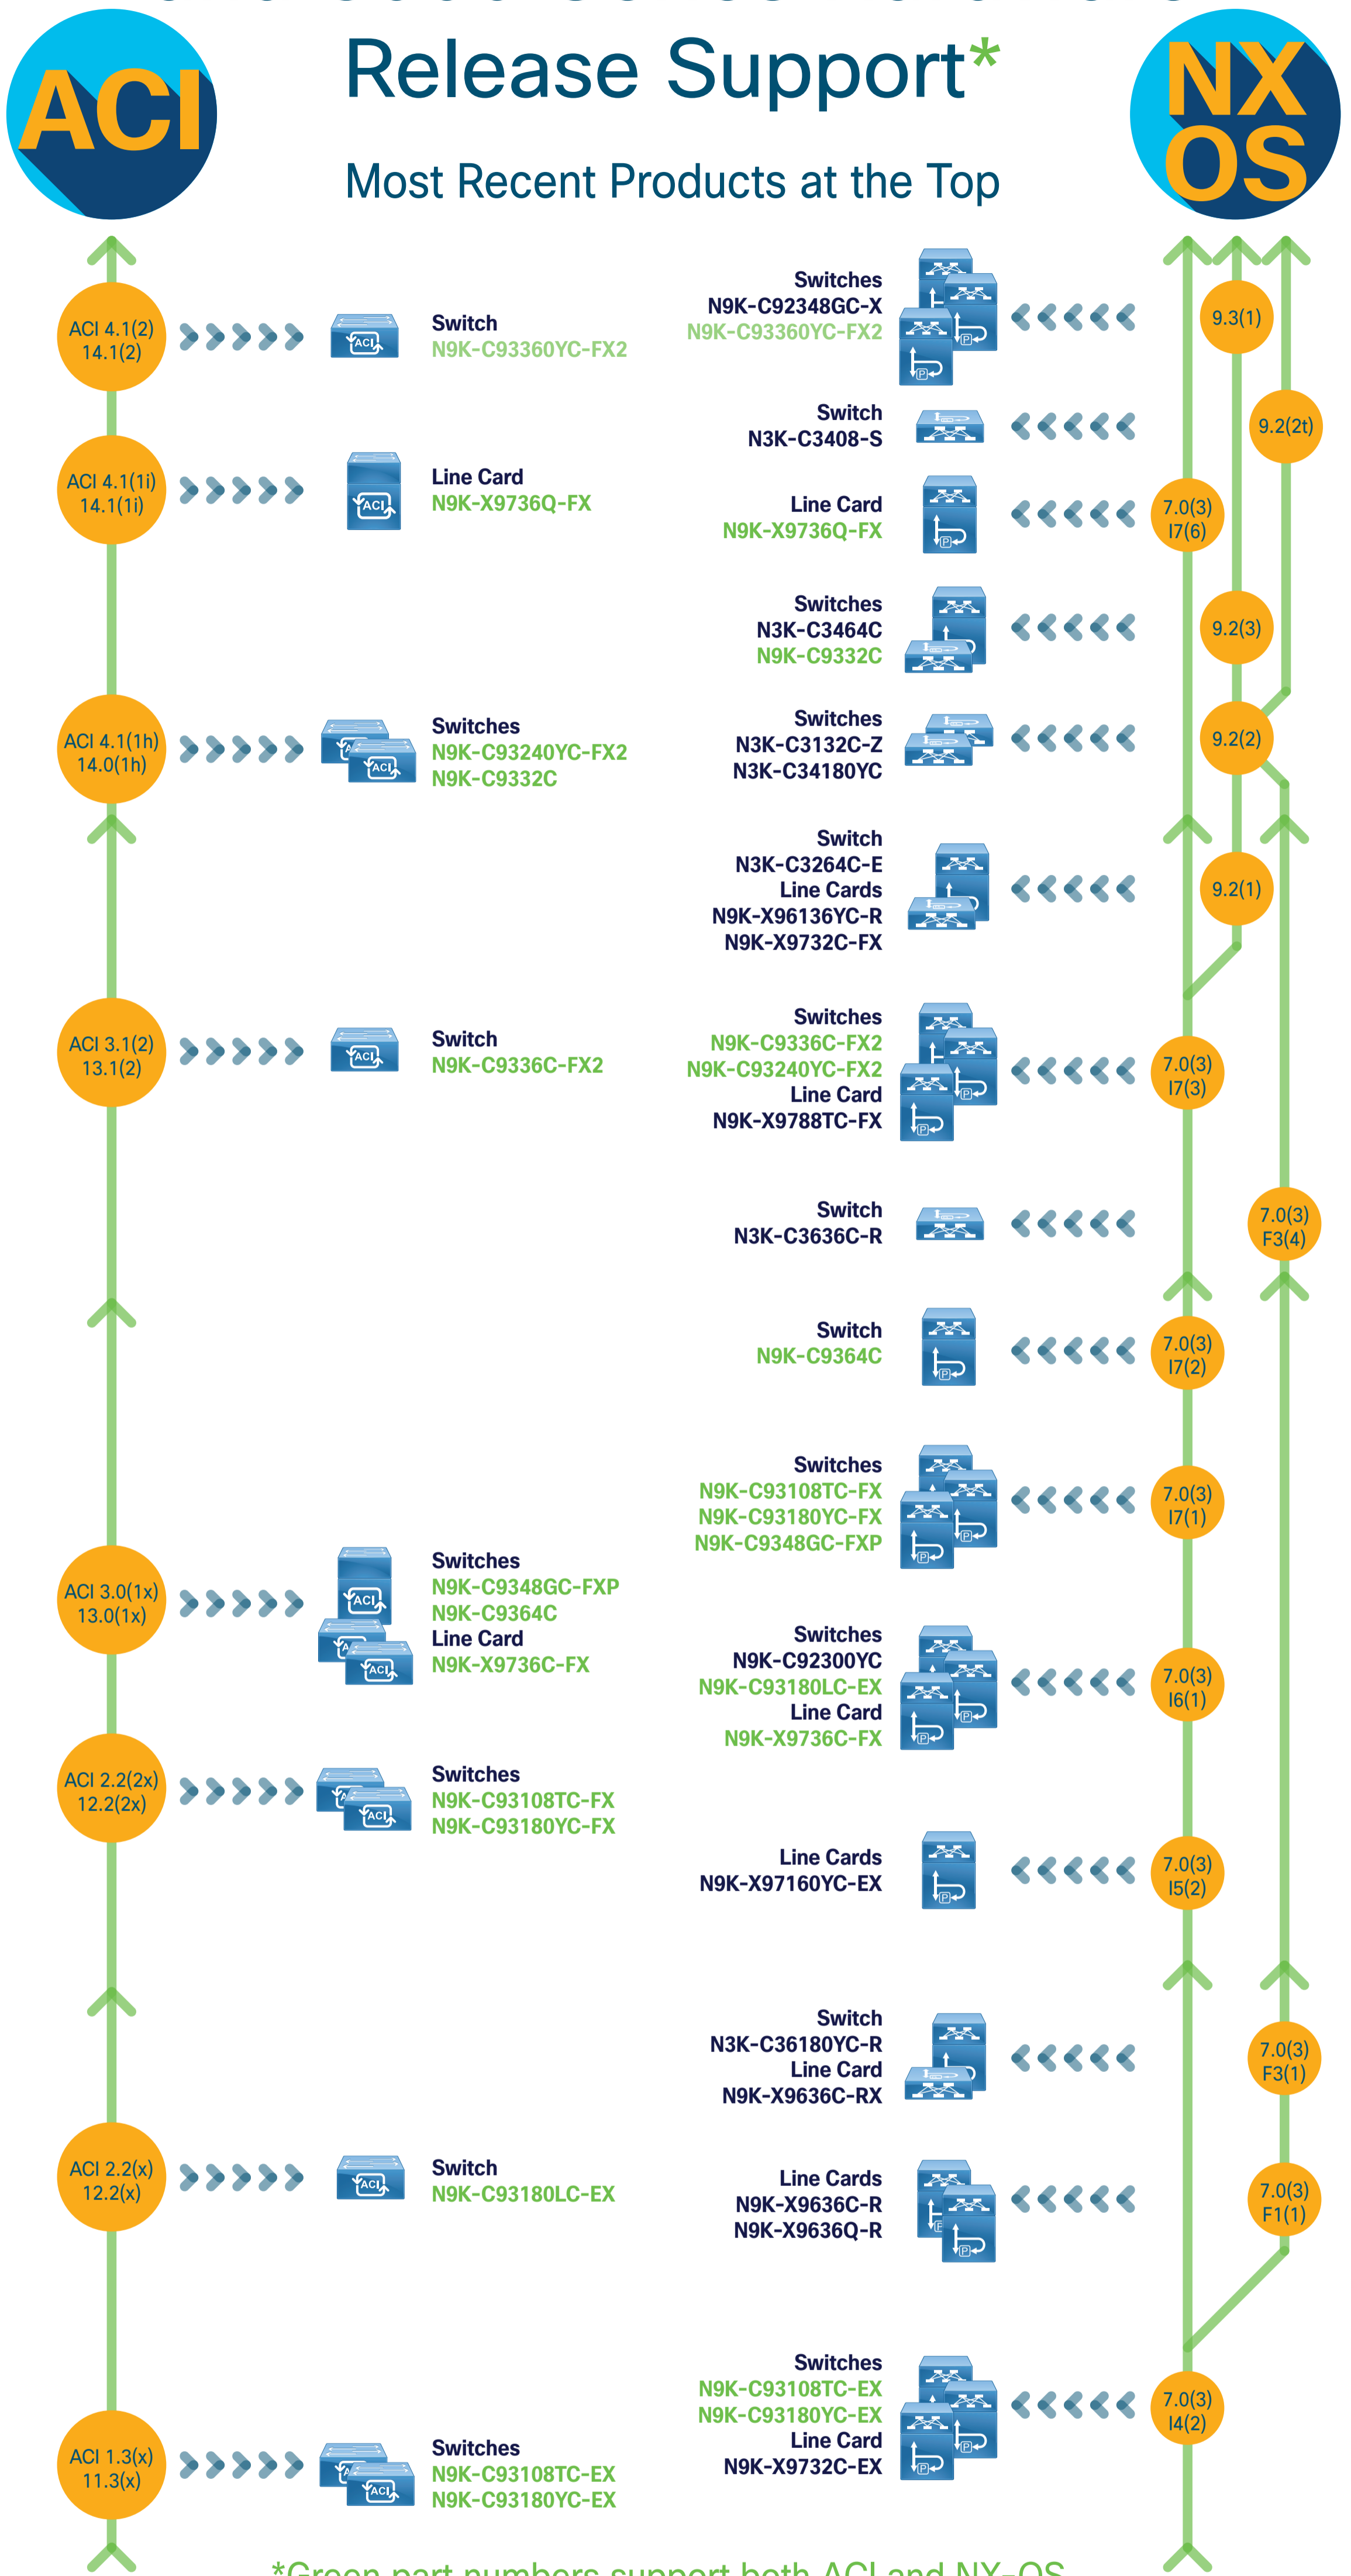 ACI
Release Support*
NX
OS
Most Recent Products at the Top
ACI 4.1(2)
14.1(2)
Switch
N9K-C93360YC-FX2
Switches
N9K-C92348GC-X
N9K-C93360YC-FX2
9.3(1)
Switch
N3K-C3408-S
9.2(2t)
ACI 4.1(1i)
14.1(1i)
Line Card
N9K-X9736Q-FX
Line Card
N9K-X9736Q-FX
7.0(3)
I7(6)
Switches
N3K-C3464C
N9K-C9332C
9.2(3)
ACI 4.1(1h)
14.0(1h)
Switches
N9K-C93240YC-FX2
N9K-C9332C
Switches
N3K-C3132C-Z
N3K-C34180YC
9.2(2)
Switch
N3K-C3264C-E
Line Cards
N9K-X96136YC-R
N9K-X9732C-FX
9.2(1)
ACI 3.1(2)
13.1(2)
Switch
N9K-C9336C-FX2
Switches
N9K-C9336C-FX2
N9K-C93240YC-FX2
Line Card
N9K-X9788TC-FX
7.0(3)
I7(3)
Switch
N3K-C3636C-R
7.0(3)
F3(4)
Switch
N9K-C9364C
7.0(3)
I7(2)
Switches
N9K-C93108TC-FX
N9K-C93180YC-FX
N9K-C9348GC-FXP
7.0(3)
I7(1)
ACI 3.0(1x)
13.0(1x)
Switches
N9K-C9348GC-FXP
N9K-C9364C
Line Card
N9K-X9736C-FX
Switches
N9K-C92300YC
N9K-C93180LC-EX
Line Card
N9K-X9736C-FX
7.0(3)
I6(1)
ACI 2.2(2x)
12.2(2x)
Switches
N9K-C93108TC-FX
N9K-C93180YC-FX
Line Cards
N9K-X97160YC-EX
7.0(3)
I5(2)
Switch
N3K-C36180YC-R
Line Card
N9K-X9636C-RX
7.0(3)
F3(1)
ACI 2.2(x)
12.2(x)
Switch
N9K-C93180LC-EX
Line Cards
N9K-X9636C-R
N9K-X9636Q-R
7.0(3)
F1(1)
Switches
N9K-C93108TC-EX
N9K-C93180YC-EX
Line Card
N9K-X9732C-EX
7.0(3)
I4(2)
ACI 1.3(x)
11.3(x)
Switches
N9K-C93108TC-EX
N9K-C93180YC-EX
*Green part numbers support both ACI and NX-OS